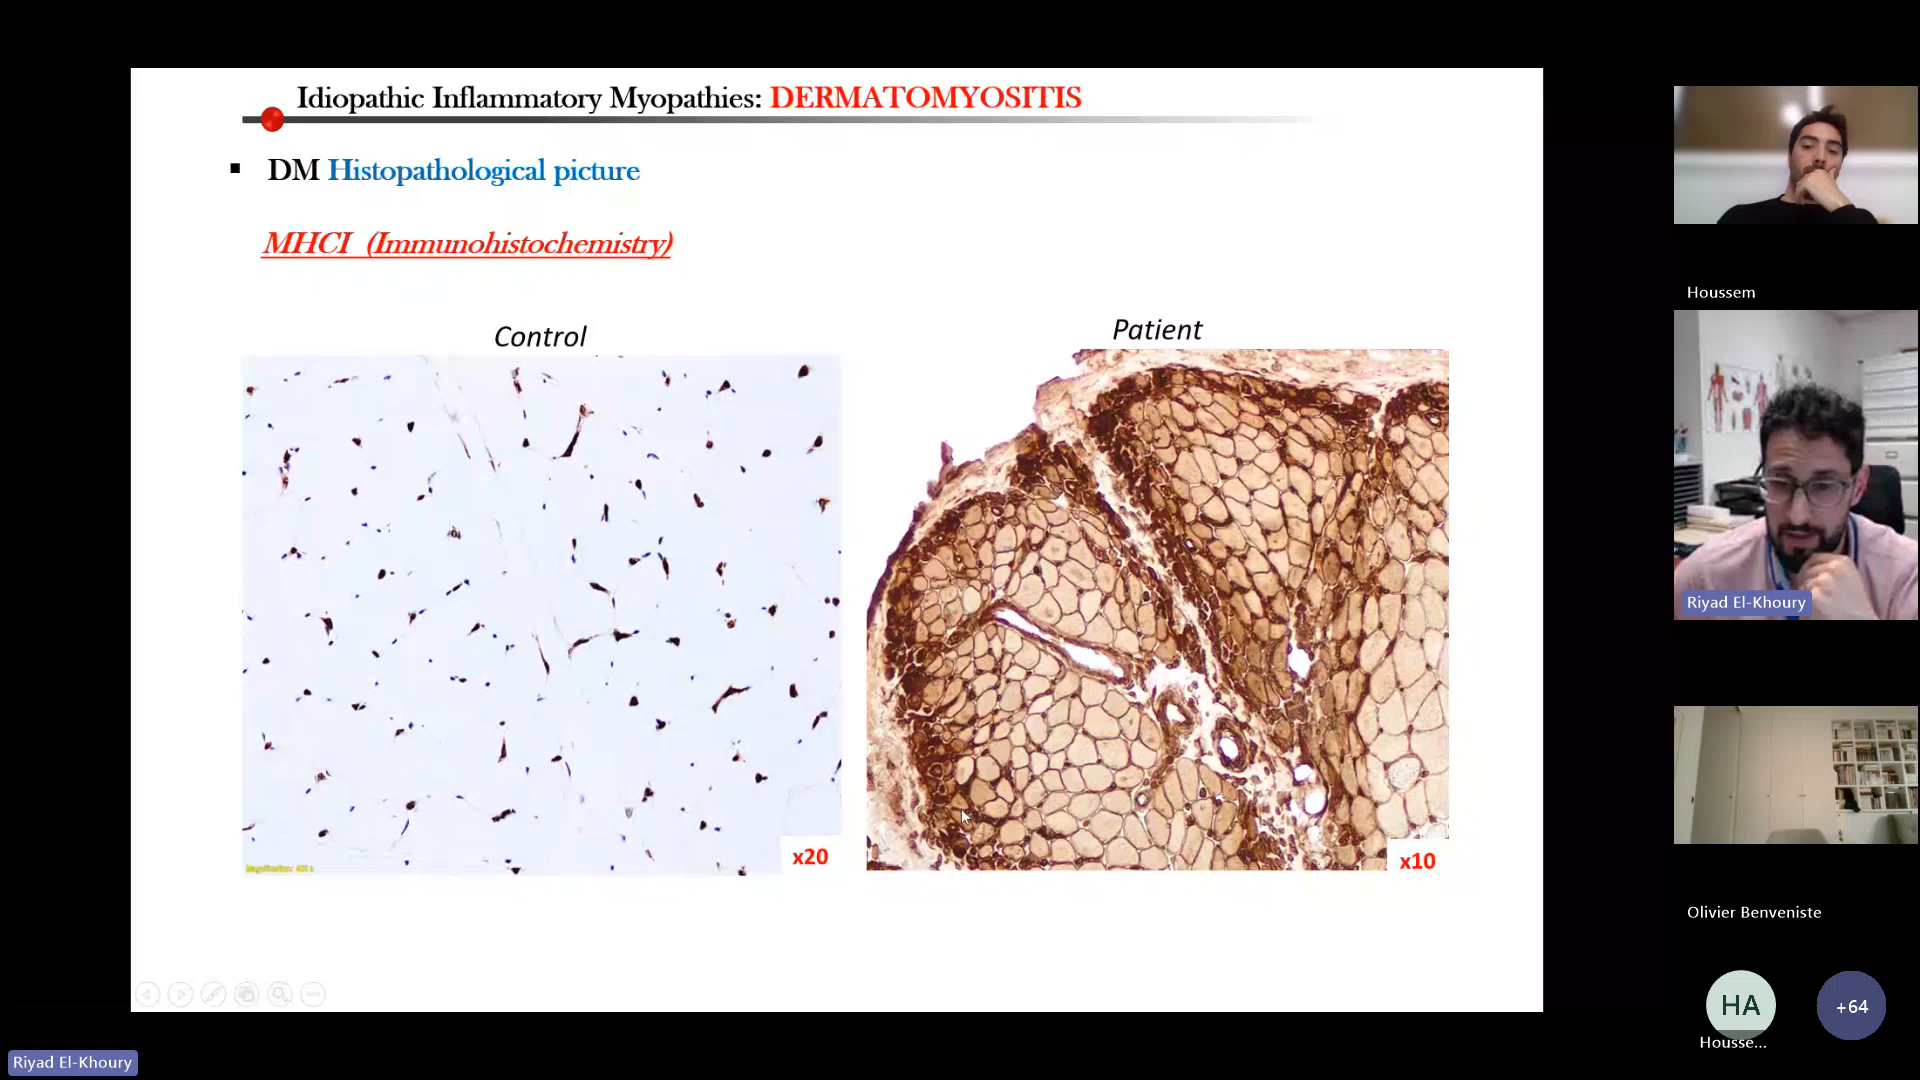 Idiopathic Inflammatory Myopathies: DERMATOMYOSITIS
▪ DM Histopathological picture
MHCI (Immunohistochemistry)
Control
Patient
x20
x10
Houssem
Riyad El-Khoury
Olivier Benveniste
HA
+64
Housse...
Riyad El-Khoury